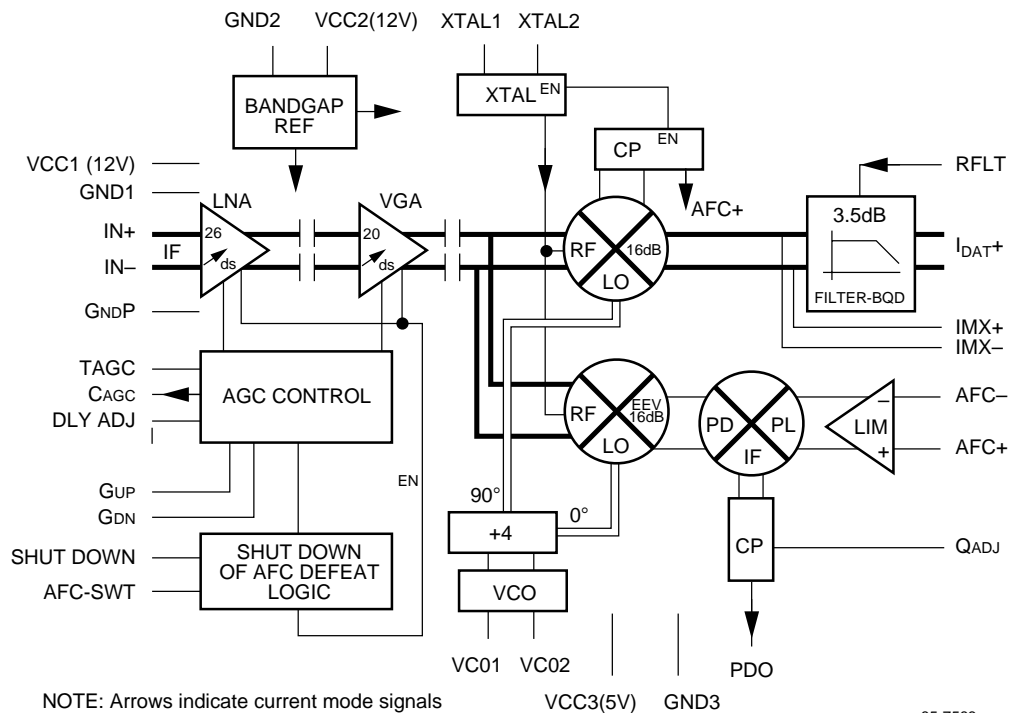 GND2 VCC2(12V) XTAL1 XTAL2
BANDGAP
REF
XTAL EN
CP EN
VCC1 (12V)
GND1
LNA
VGA
AFC+
RFLT
IN+
IF
IN–
26
ds
20
ds
RF
16dB
LO
3.5dB
FILTER-BQD
IDAT+
GNDP
IMX+
IMX–
TAGC
CAGC
DLY ADJ
AGC CONTROL
RF
EEV
16dB
LO
PD
PL
IF
–
LIM
+
AFC–
AFC+
GUP
GDN
EN
90°
0°
+4
CP
QADJ
SHUT DOWN
AFC-SWT
SHUT DOWN
OF AFC DEFEAT
LOGIC
VCO
VC01 VC02
PDO
VCC3(5V) GND3
NOTE: Arrows indicate current mode signals